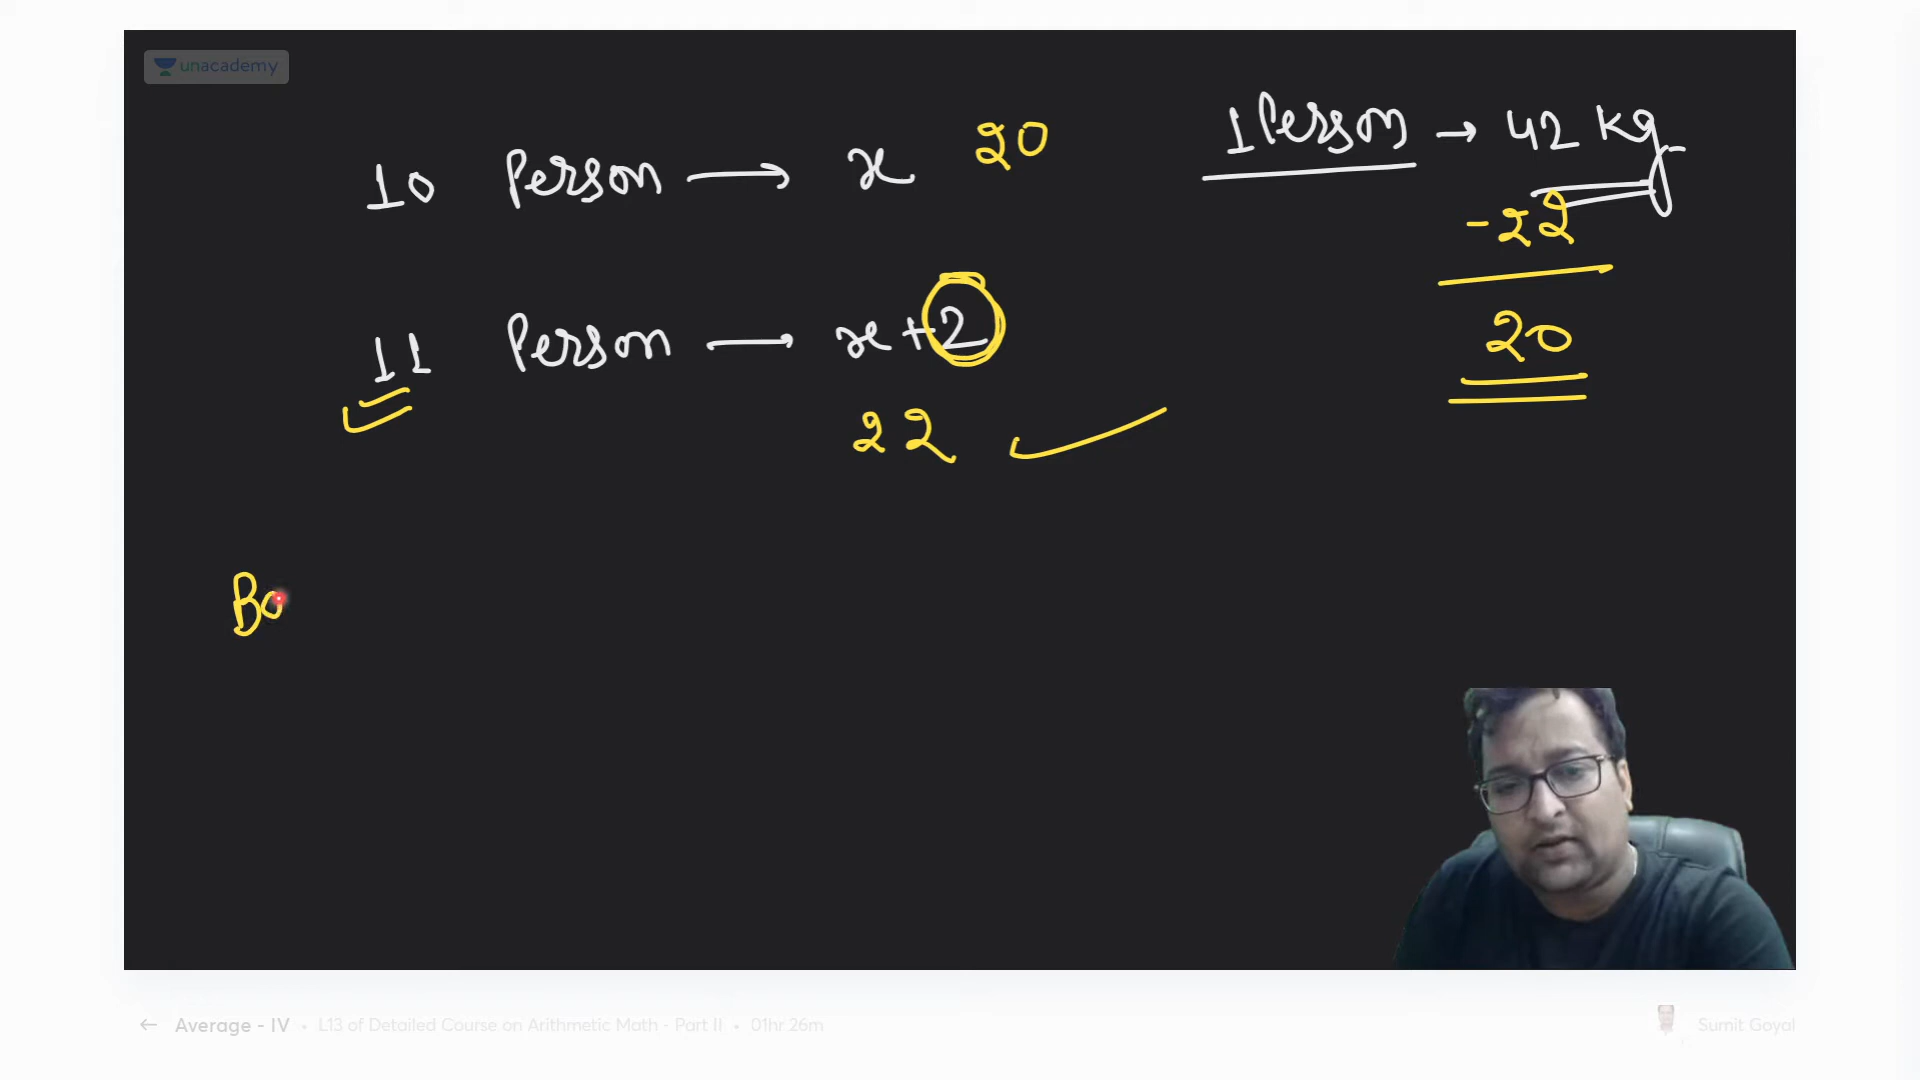 unacademy
10 Person → x 20
1 Person → 42 kg
-22
20
11 Person → x+2
22
Bo
Average - IV • L13 of Detailed Course on Arithmetic Math - Part II • 01hr 26m
Sumit Goyal